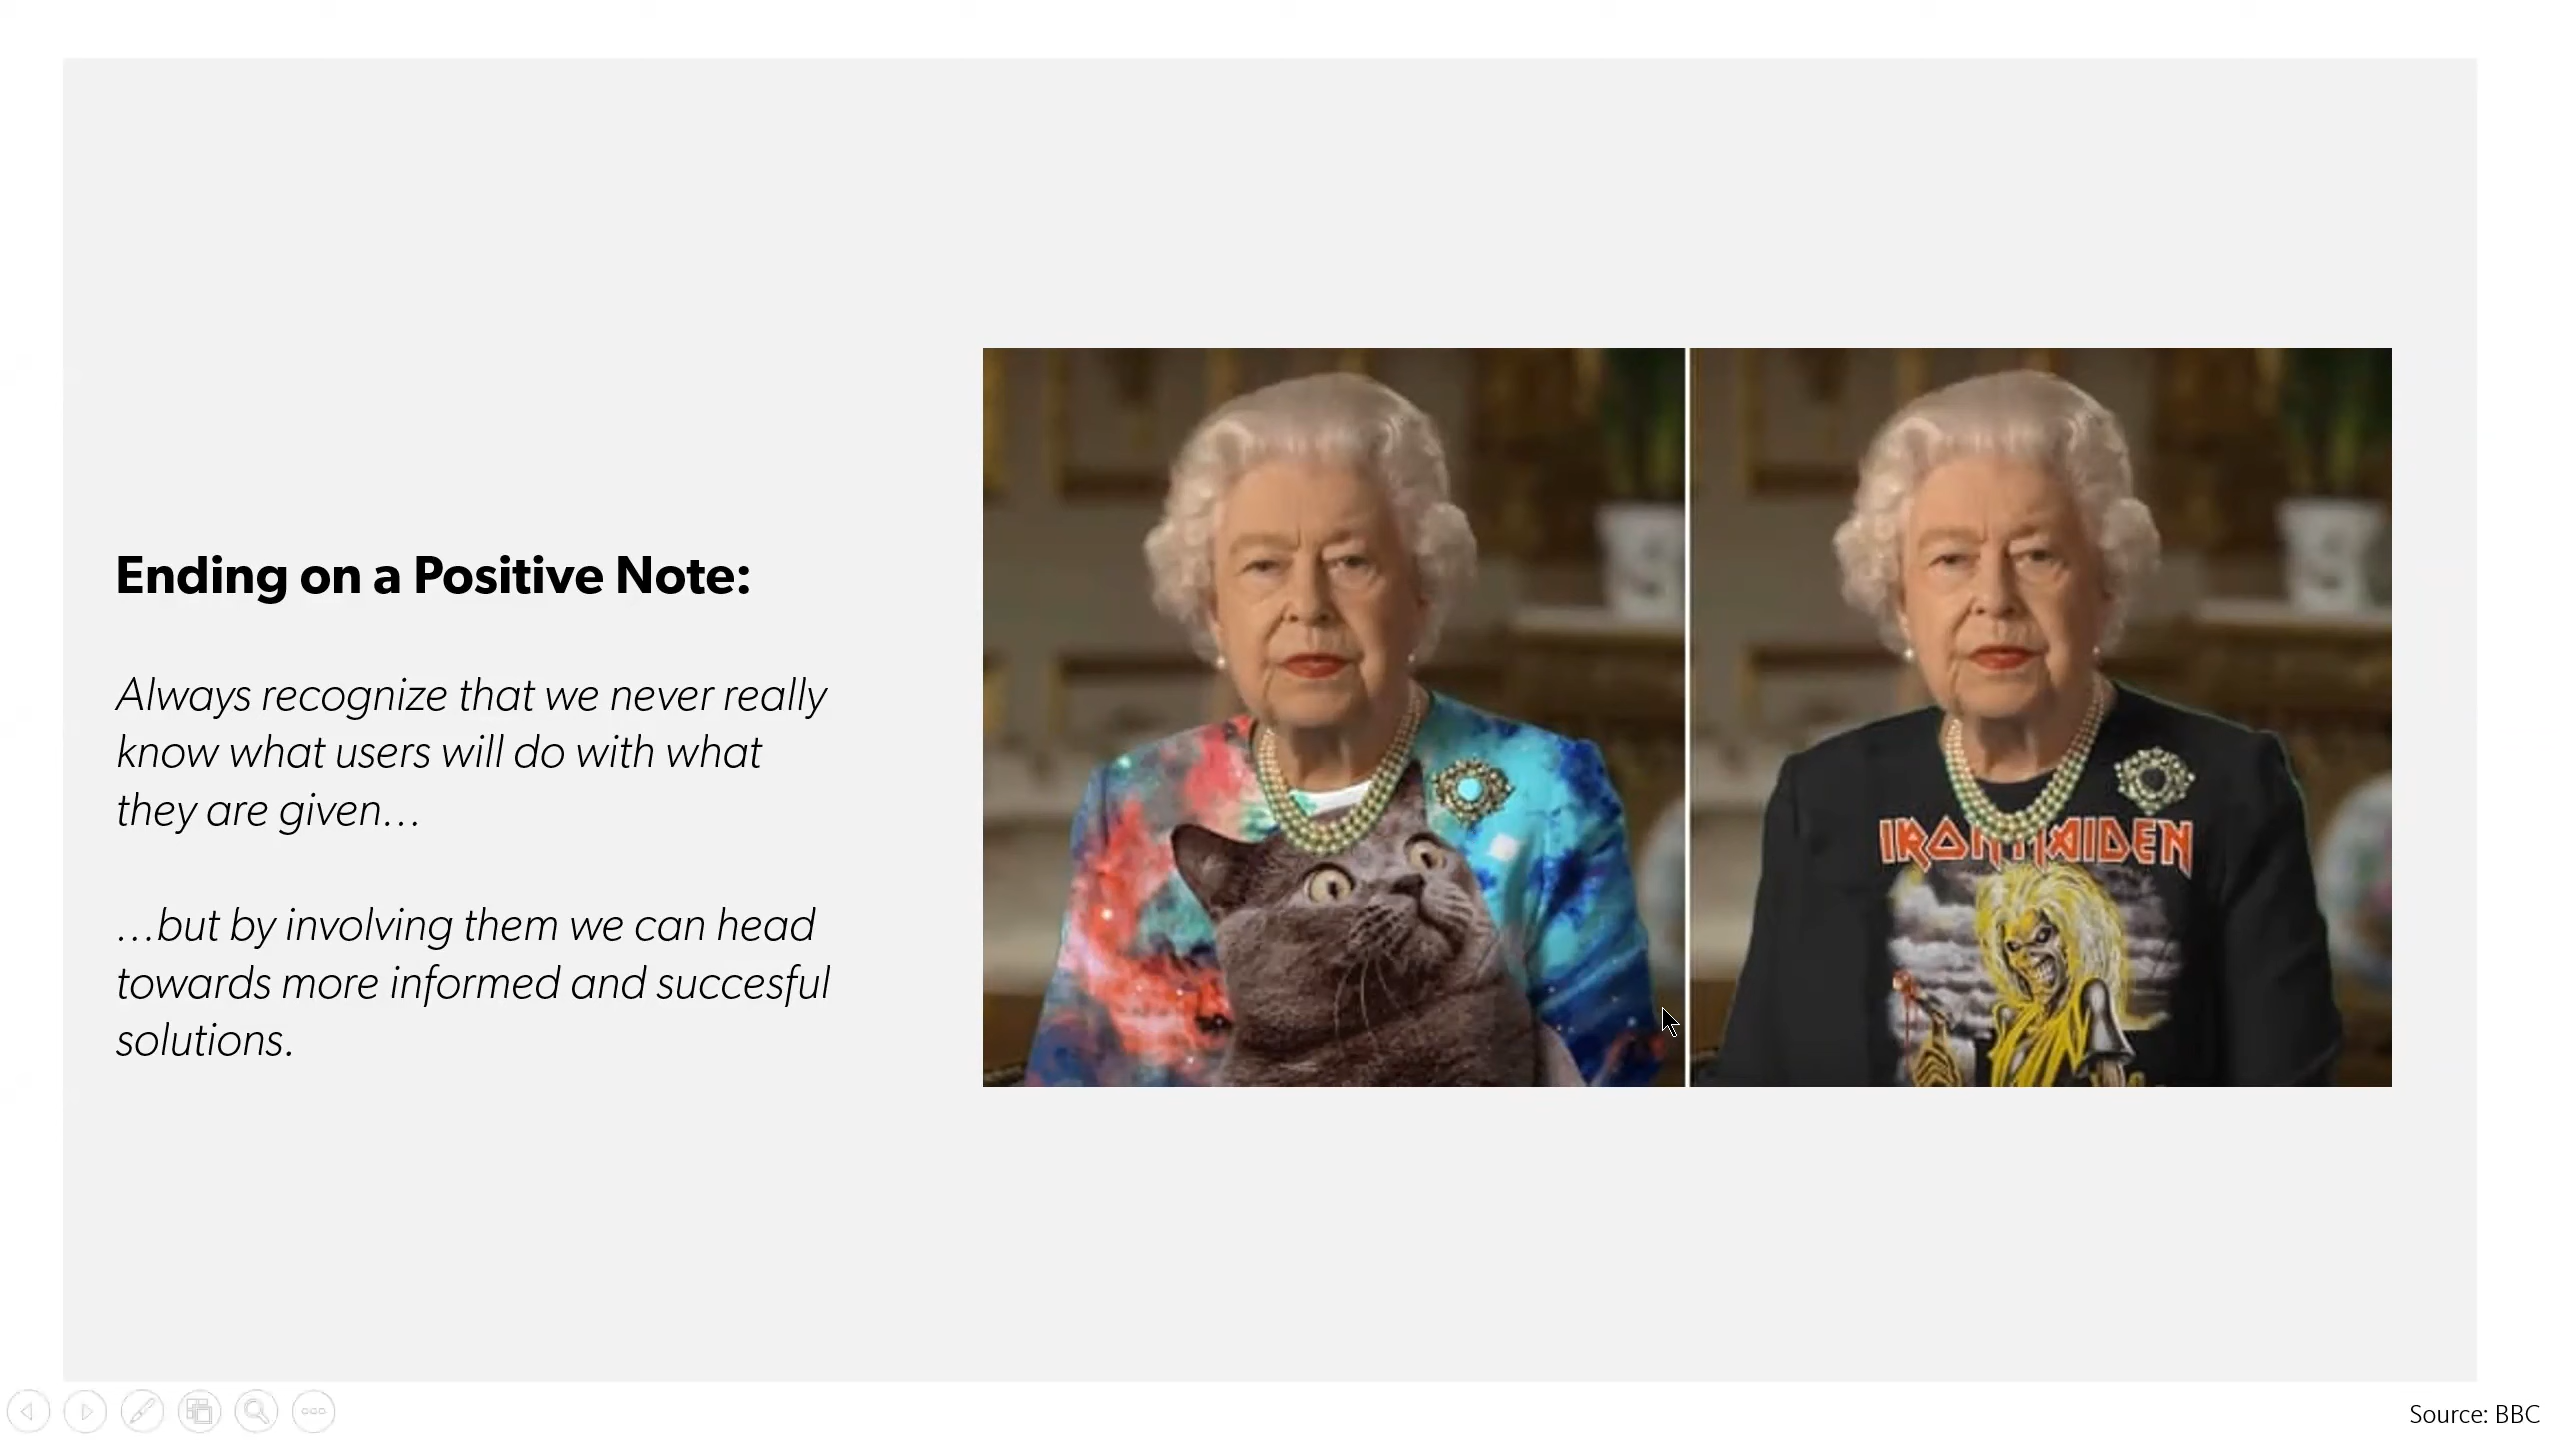 Ending on a Positive Note:
Always recognize that we never really
know what users will do with what
they are given...
...but by involving them we can head
towards more informed and succesful
solutions.
IRON MAIDEN
Source: BBC